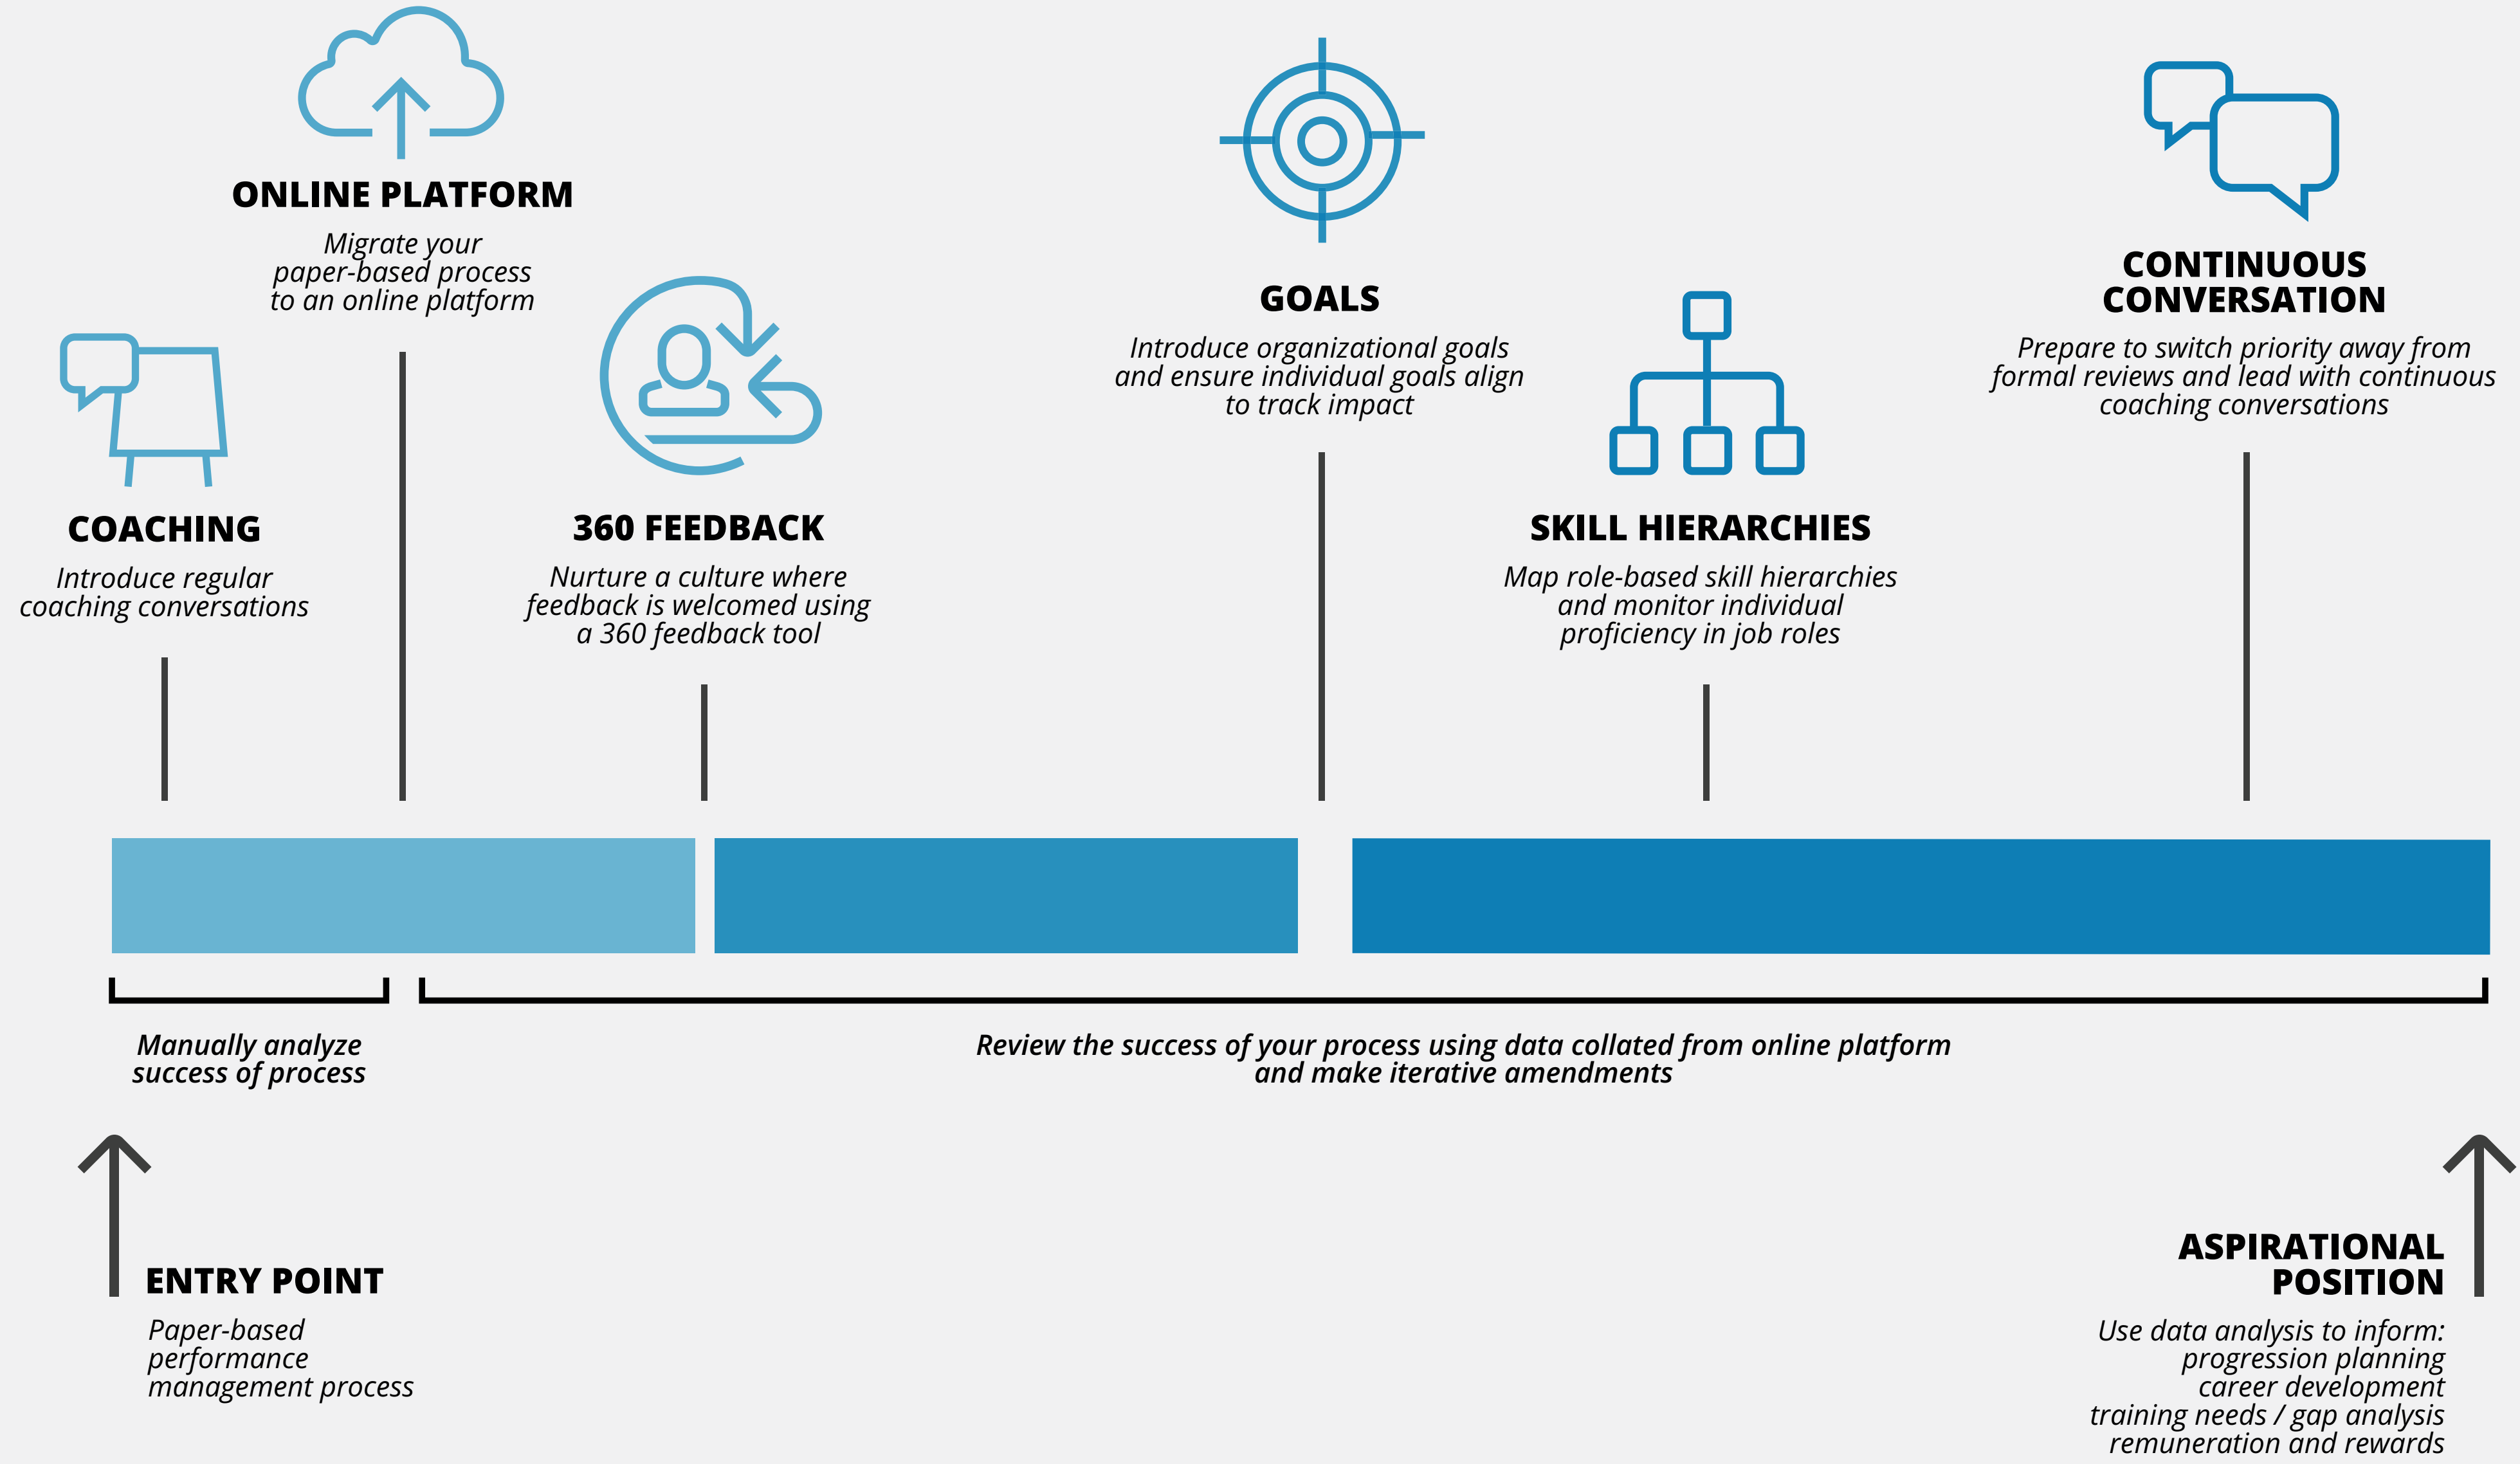 ONLINE PLATFORM
Migrate your
paper-based process
to an online platform
COACHING
Introduce regular
coaching conversations
360 FEEDBACK
Nurture a culture where
feedback is welcomed using
a 360 feedback tool
GOALS
Introduce organizational goals
and ensure individual goals align
to track impact
SKILL HIERARCHIES
Map role-based skill hierarchies
and monitor individual
proficiency in job roles
CONTINUOUS
CONVERSATION
Prepare to switch priority away from
formal reviews and lead with continuous
coaching conversations
Manually analyze
success of process
Review the success of your process using data collated from online platform
and make iterative amendments
ENTRY POINT
Paper-based
performance
management process
ASPIRATIONAL
POSITION
Use data analysis to inform:
progression planning
career development
training needs / gap analysis
remuneration and rewards